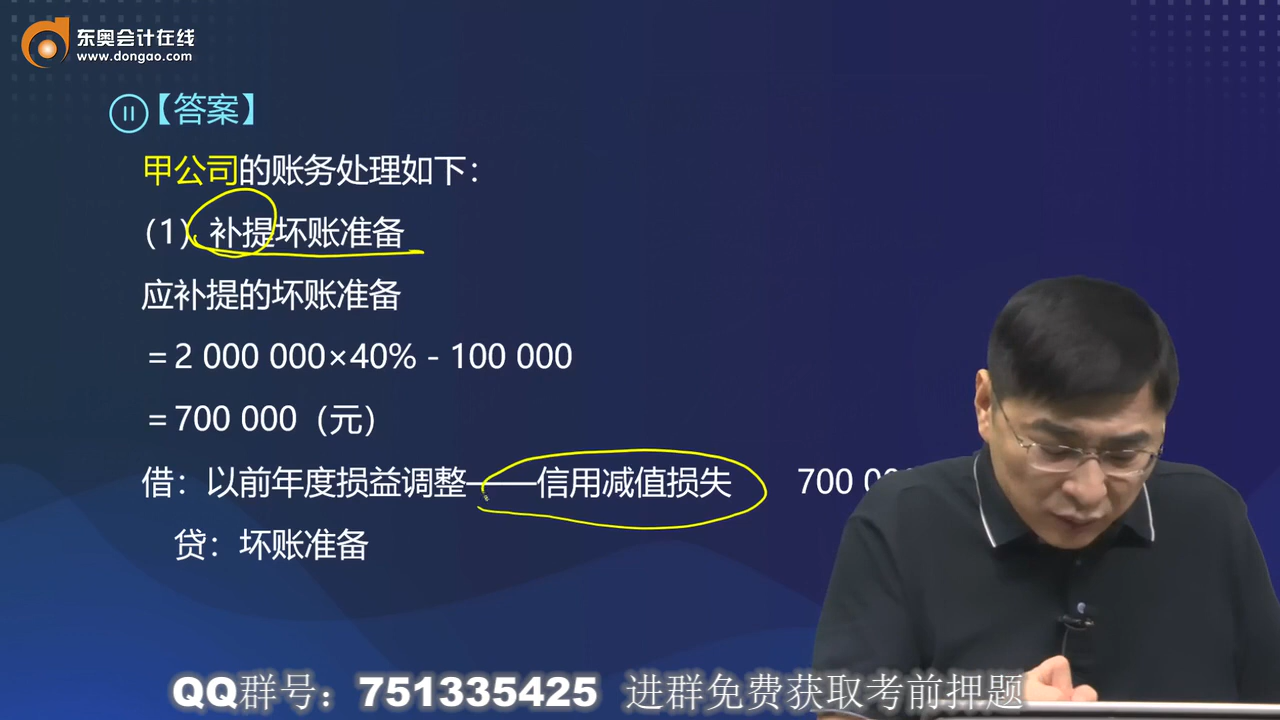 东奥会计在线
www.dongao.com
【答案】
甲公司的账务处理如下：
（1）补提坏账准备
应补提的坏账准备
＝2 000 000×40%－100 000
＝700 000（元）
借：以前年度损益调整——信用减值损失 700 00
贷：坏账准备
QQ群号：751335425 进群免费获取考前押题